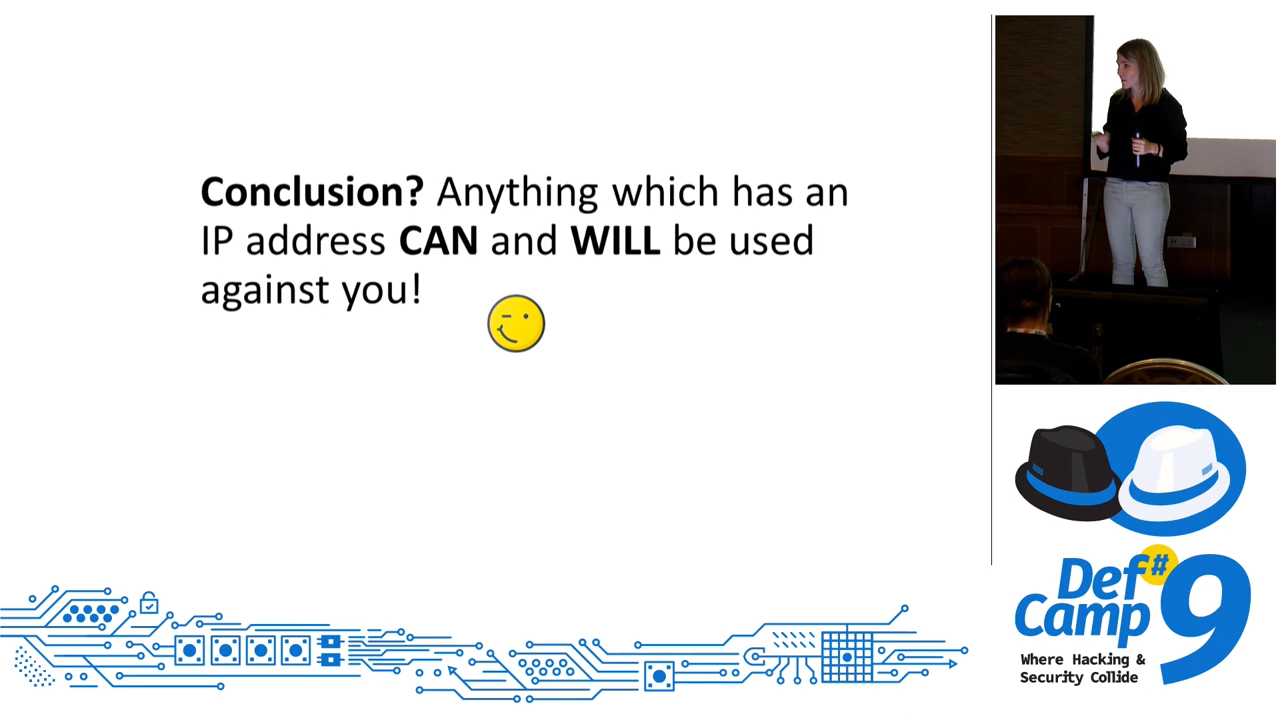 Conclusion? Anything which has an
IP address CAN and WILL be used
against you!
Def
Camp
#9
Where Hacking &
Security Collide